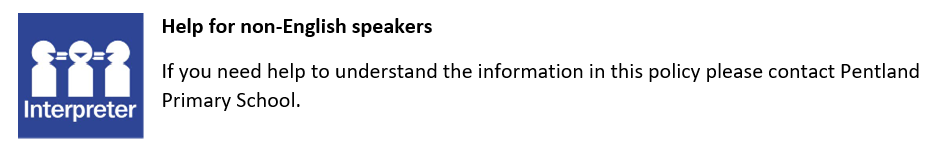 Help for non-English speakers
If you need help to understand the information in this policy please contact Pentland
Primary School.
Interpreter